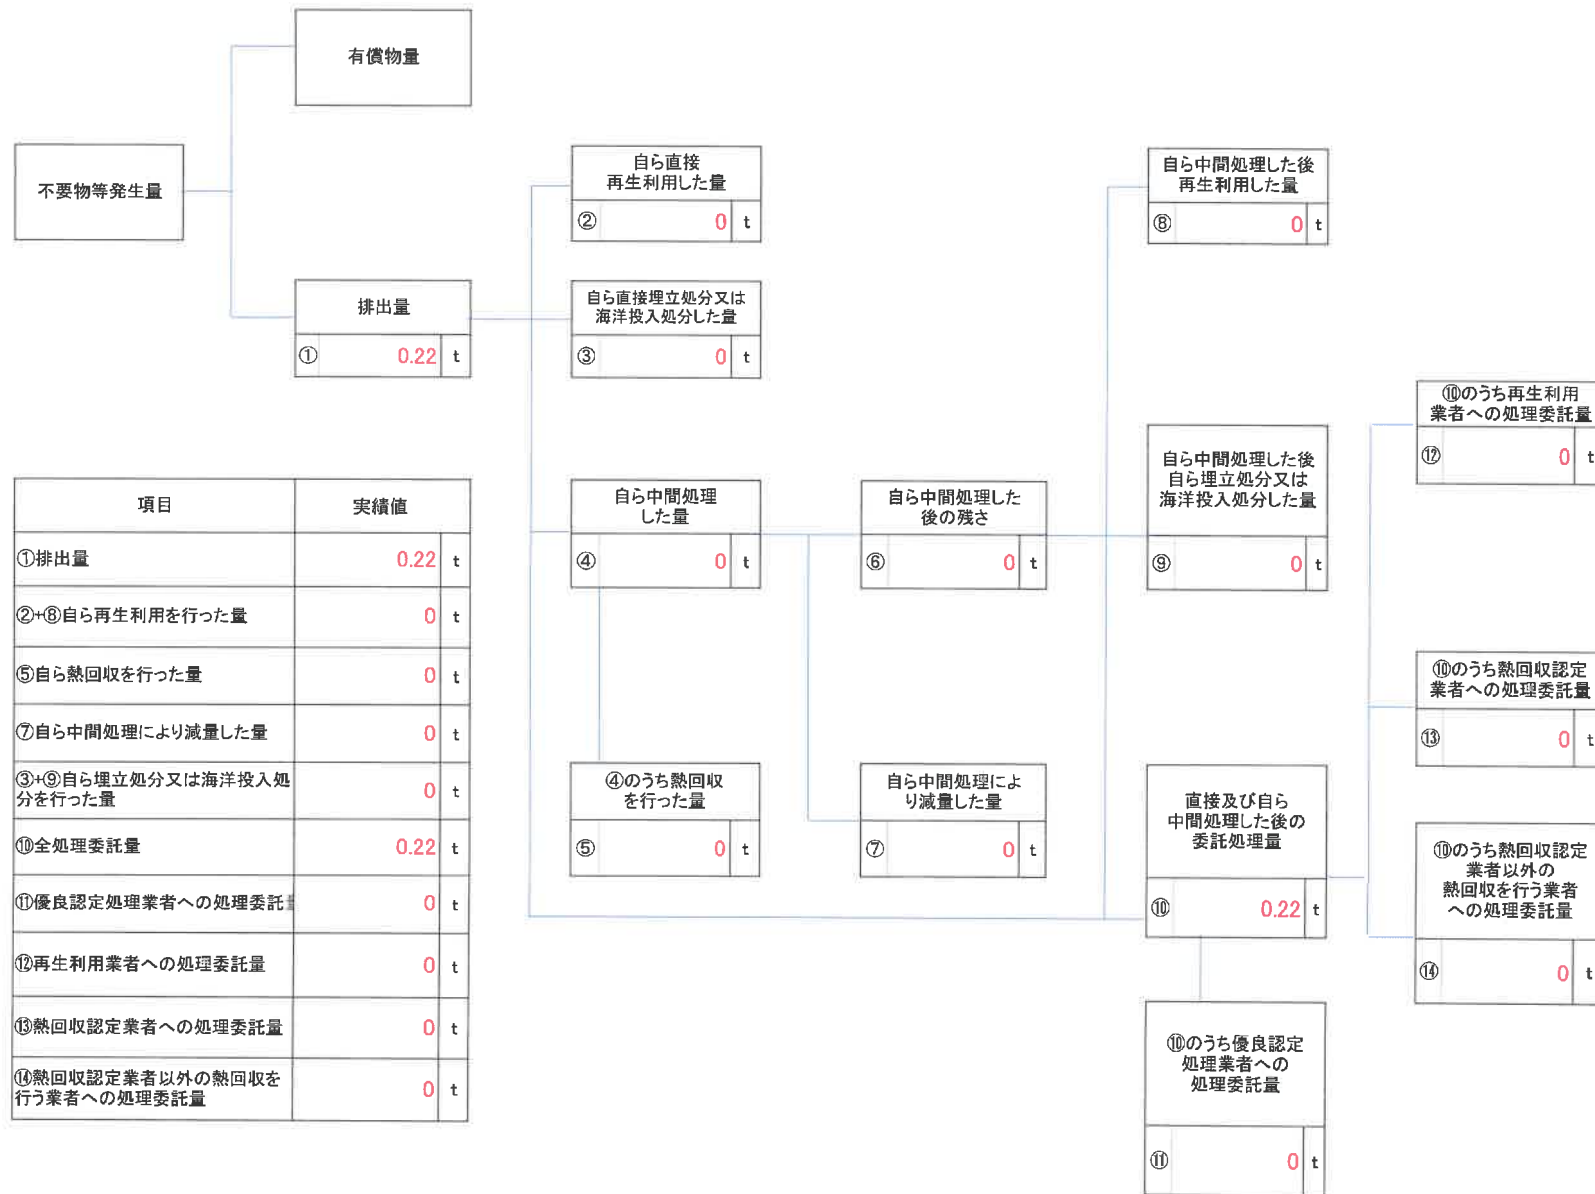 有償物量
不要物等発生量
排出量
① 0.22 t
自ら直接
再生利用した量
② 0 t
自ら直接埋立処分又は
海洋投入処分した量
③ 0 t
自ら中間処理
した量
④ 0 t
④のうち熱回収
を行った量
⑤ 0 t
自ら中間処理した
後の残さ
⑥ 0 t
自ら中間処理によ
り減量した量
⑦ 0 t
自ら中間処理した後
再生利用した量
⑧ 0 t
自ら中間処理した後
自ら埋立処分又は
海洋投入処分した量
⑨ 0 t
直接及び自ら
中間処理した後の
委託処理量
⑩ 0.22 t
⑩のうち優良認定
処理業者への
処理委託量
⑪ 0 t
⑩のうち再生利用
業者への処理委託量
⑫ 0 t
⑩のうち熱回収認定
業者への処理委託量
⑬ 0 t
⑩のうち熱回収認定
業者以外の
熱回収を行う業者
への処理委託量
⑭ 0 t
項目 実績値
①排出量 0.22 t
②+⑧自ら再生利用を行った量 0 t
⑤自ら熱回収を行った量 0 t
⑦自ら中間処理により減量した量 0 t
③+⑨自ら埋立処分又は海洋投入処
分を行った量 0 t
⑩全処理委託量 0.22 t
⑪優良認定処理業者への処理委託 0 t
⑫再生利用業者への処理委託量 0 t
⑬熱回収認定業者への処理委託量 0 t
⑭熱回収認定業者以外の熱回収を
行う業者への処理委託量 0 t